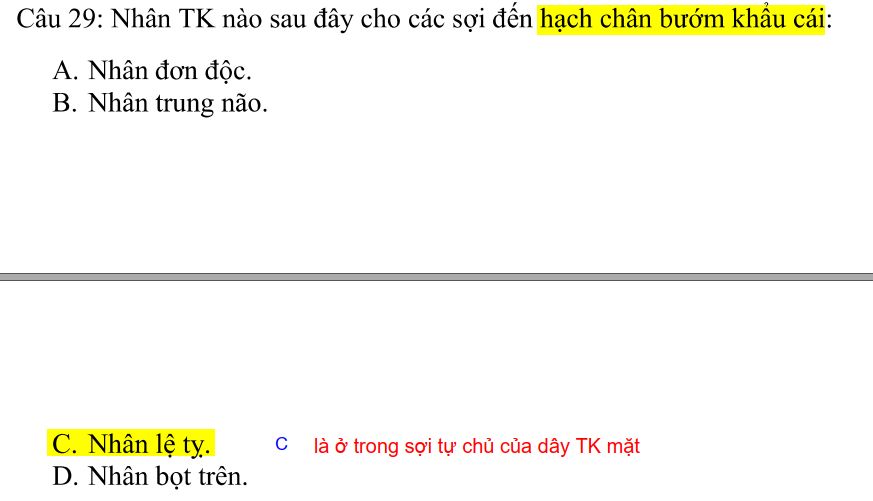 Câu 29: Nhân TK nào sau đây cho các sợi đến hạch chân bướm khẩu cái:
A. Nhân đơn độc.
B. Nhân trung não.
C. Nhân lệ tỵ. C là ở trong sợi tự chủ của dây TK mặt
D. Nhân bọt trên.